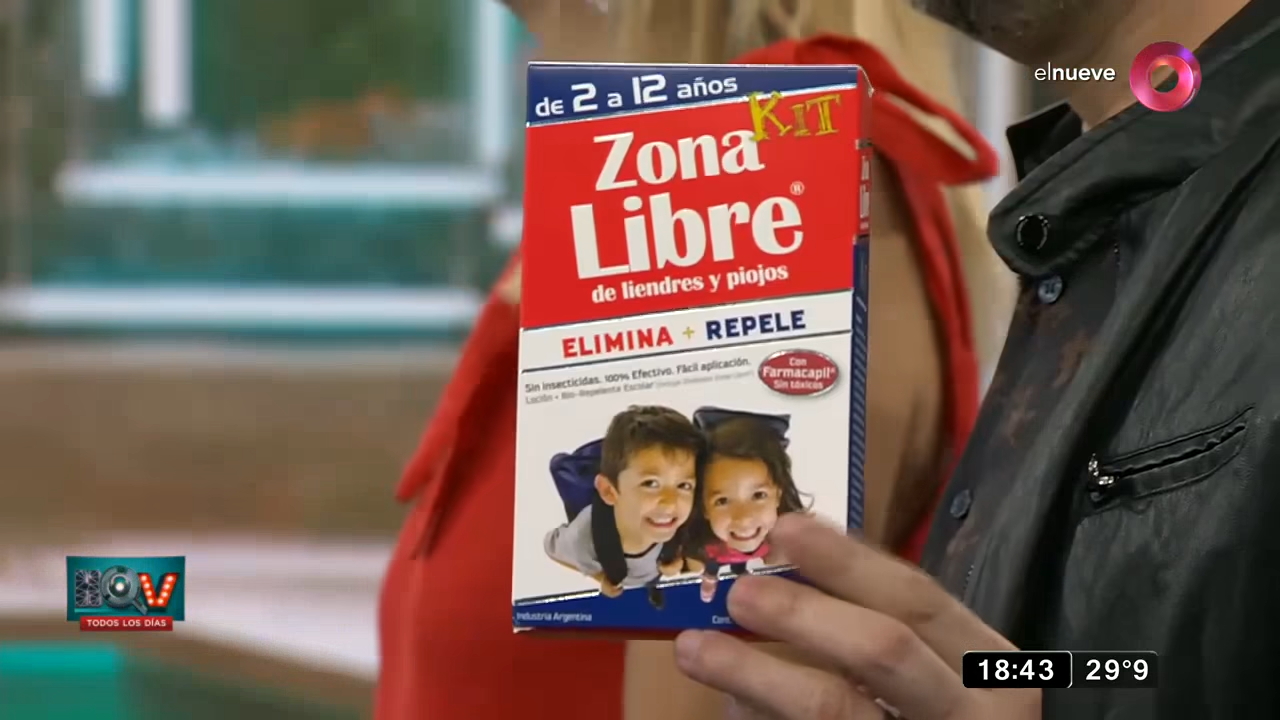 elnueve
de 2 a 12 años
KIT
Zona
Libre®
de liendres y piojos
ELIMINA + REPELE
Sin insecticidas. 100% Efectivo. Fácil aplicación.
Loción + Bio-Repelente Escolar
Con
Farmacapil®
Sin tóxicos
Industria Argentina
TODOS LOS DÍAS
18:43 29°9